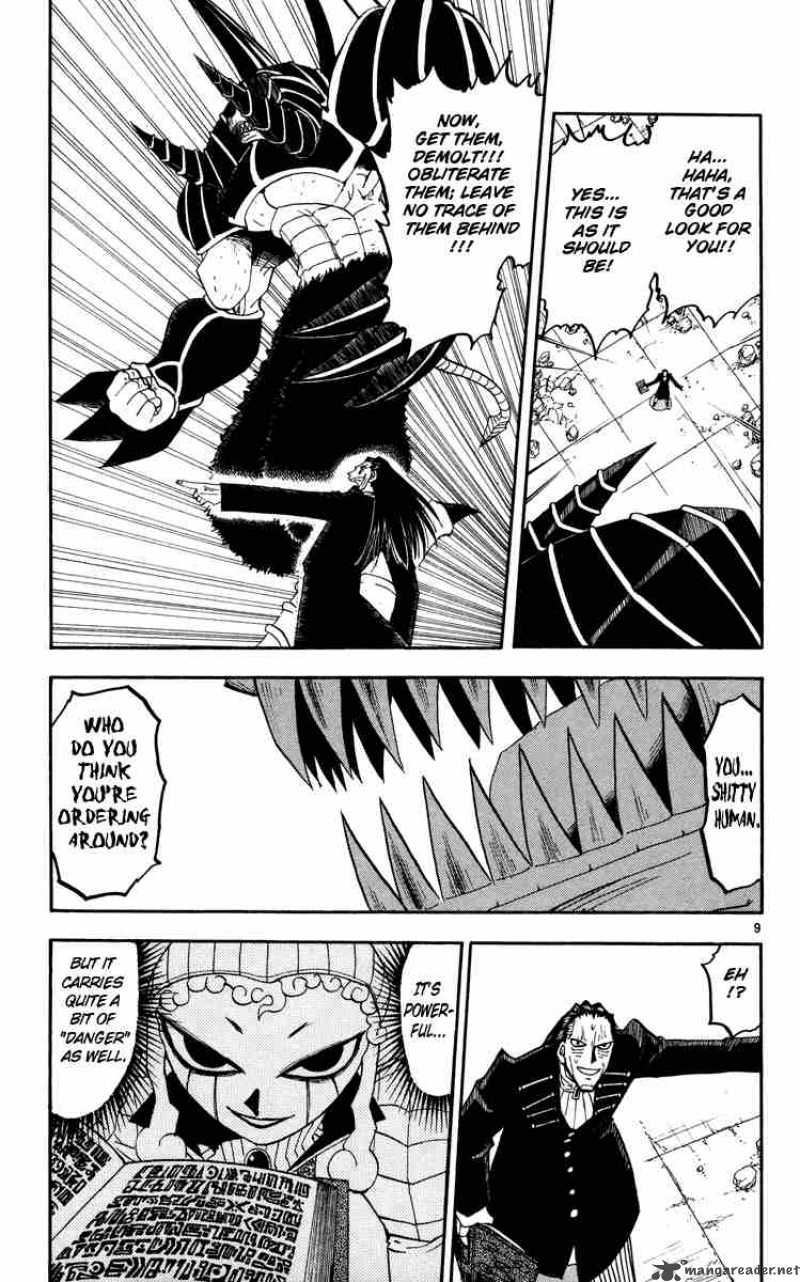 HA...
HAHA,
THAT'S A
GOOD
LOOK FOR
YOU!!
YES...
THIS IS
AS IT
SHOULD
BE!
NOW,
GET THEM,
DEMOLT!!!
OBLITERATE
THEM; LEAVE
NO TRACE OF
THEM BEHIND
!!!
YOU...
SHITTY
HUMAN.
WHO
DO YOU
THINK
YOU'RE
ORDERING
AROUND?
9
EH
!?
IT'S
POWER-
FUL...
BUT IT
CARRIES
QUITE A
BIT OF
"DANGER"
AS WELL.
mangareader.net